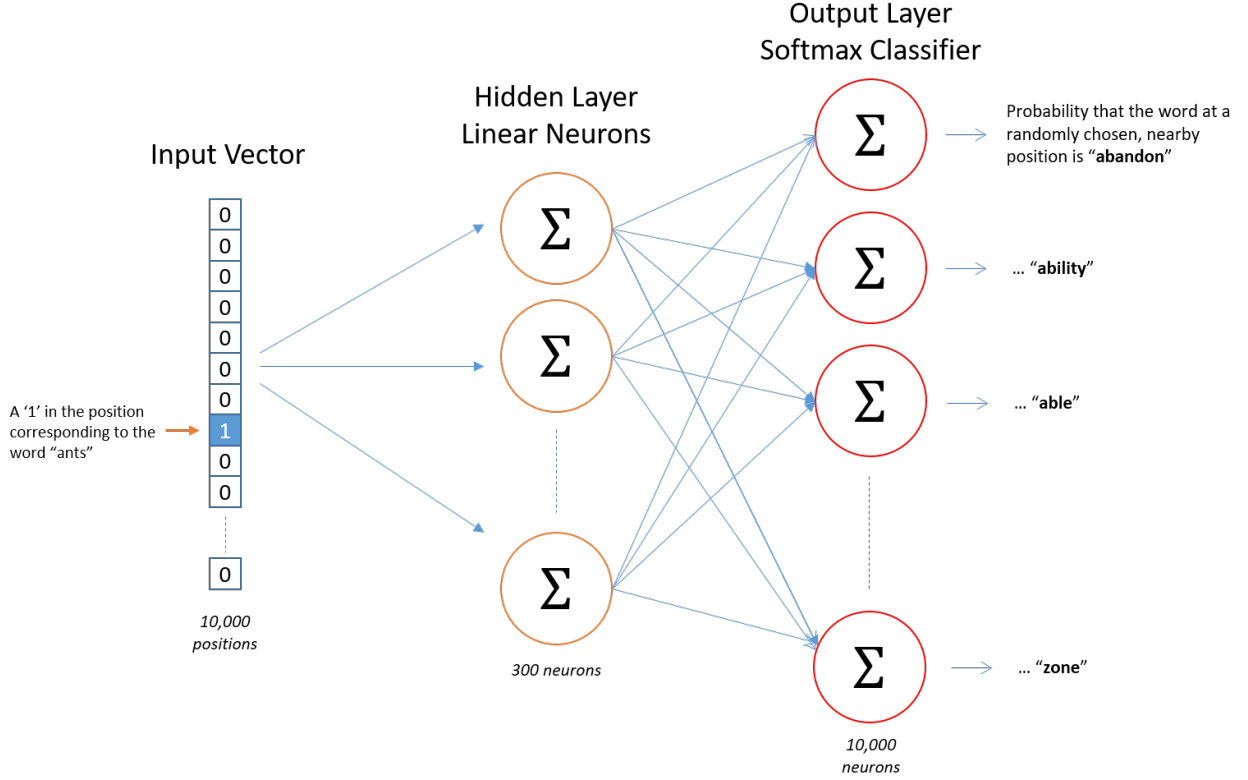 Output Layer
Softmax Classifier
Hidden Layer
Linear Neurons
Input Vector
0
0
0
0
0
0
0
1
0
0
0
A ‘1’ in the position
corresponding to the
word “ants”
10,000
positions
Σ
Σ
Σ
300 neurons
Σ
Σ
Σ
Σ
10,000
neurons
Probability that the word at a
randomly chosen, nearby
position is “abandon”
… “ability”
… “able”
… “zone”